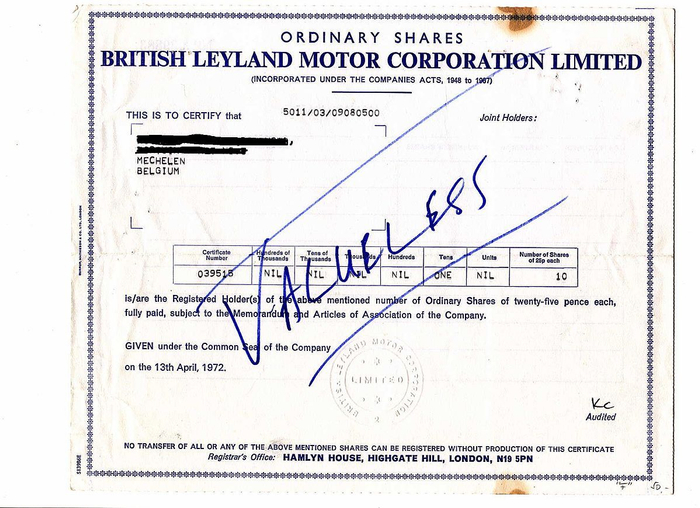 ORDINARY SHARES
BRITISH LEYLAND MOTOR CORPORATION LIMITED
(INCORPORATED UNDER THE COMPANIES ACTS, 1948 to 1967)
THIS IS TO CERTIFY that
5011/03/09080500
Joint Holders:
MECHELEN
BELGIUM
VALUELESS
Certificate Number Hundreds of Thousands Tens of Thousands Thousands Hundreds Tens Units Number of Shares of 25p each
039515 NIL NIL NIL NIL ONE NIL 10
is/are the Registered Holder(s) of the above mentioned number of Ordinary Shares of twenty-five pence each,
fully paid, subject to the Memorandum and Articles of Association of the Company.
GIVEN under the Common Seal of the Company
on the 13th April, 1972.
BRITISH LEYLAND MOTOR CORPORATION
LIMITED
Kc
Audited
NO TRANSFER OF ALL OR ANY OF THE ABOVE MENTIONED SHARES CAN BE REGISTERED WITHOUT PRODUCTION OF THIS CERTIFICATE
Registrar's Office: HAMLYN HOUSE, HIGHGATE HILL, LONDON, N19 5PN
"F" 50,-